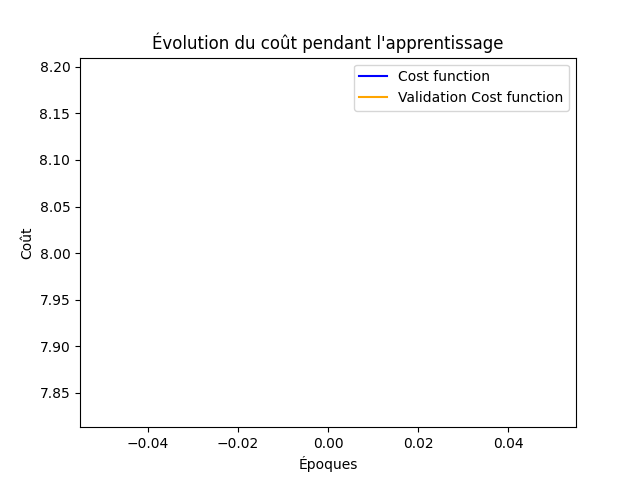 Évolution du coût pendant l'apprentissage
Cost function
Validation Cost function
8.20
8.15
8.10
8.05
8.00
7.95
7.90
7.85
Coût
−0.04
−0.02
0.00
0.02
0.04
Époques